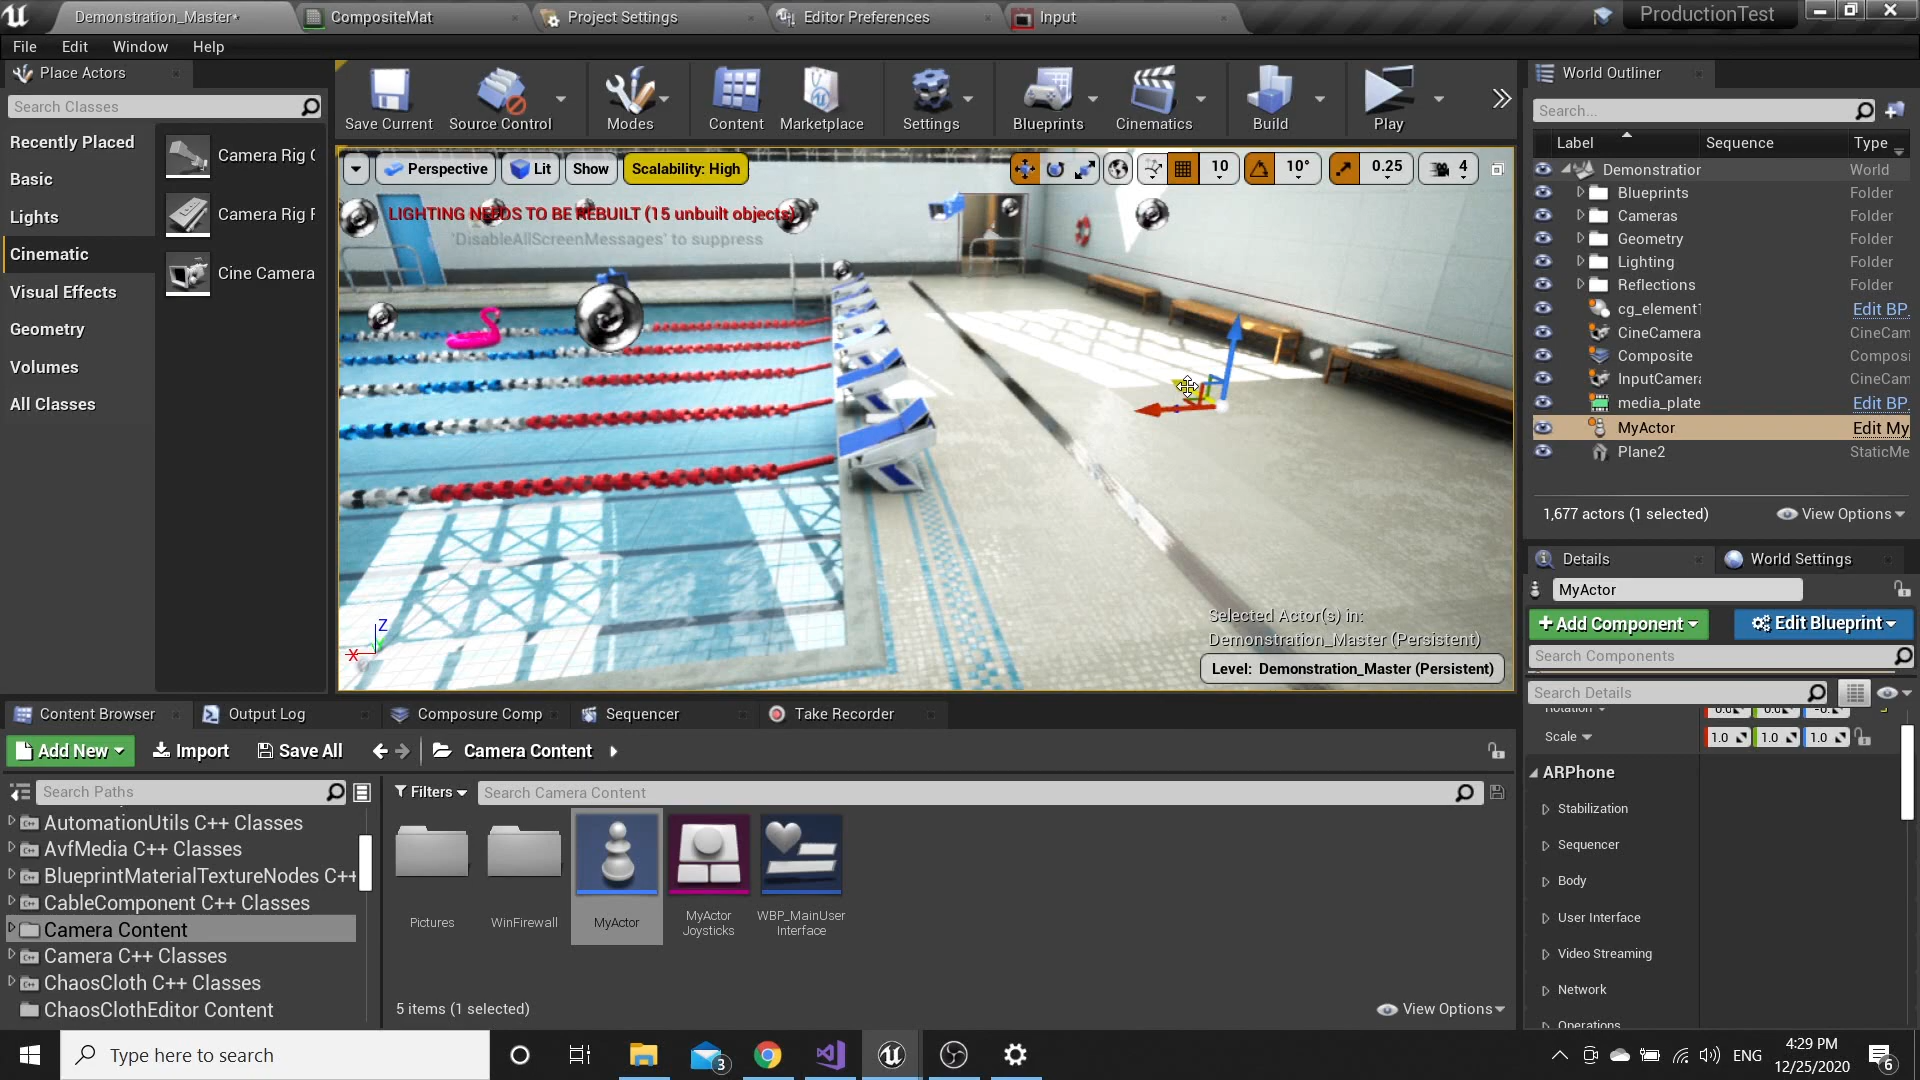 Demonstration_Master*
CompositeMat
Project Settings
Editor Preferences
Input
ProductionTest
File
Edit
Window
Help
Place Actors
Search Classes
Recently Placed
Basic
Lights
Cinematic
Visual Effects
Geometry
Volumes
All Classes
Camera Rig C
Camera Rig R
Cine Camera
Save Current
Source Control
Modes
Content
Marketplace
Settings
Blueprints
Cinematics
Build
Play
Perspective
Lit
Show
Scalability: High
10
10°
0.25
4
LIGHTING NEEDS TO BE REBUILT (15 unbuilt objects)
'DisableAllScreenMessages' to suppress
Z
X
Selected Actor(s) in:
Demonstration_Master (Persistent)
Level: Demonstration_Master (Persistent)
World Outliner
Search...
Label
Sequence
Type
Demonstration
World
Blueprints
Folder
Cameras
Folder
Geometry
Folder
Lighting
Folder
Reflections
Folder
cg_element1
Edit BP_
CineCamera
CineCam
Composite
Composi
InputCamera
CineCam
media_plate
Edit BP_
MyActor
Edit My
Plane2
StaticMe
1,677 actors (1 selected)
View Options
Details
World Settings
MyActor
+Add Component
Edit Blueprint
Search Components
Search Details
Rotation
Scale
1.0
1.0
1.0
ARPhone
Stabilization
Sequencer
Body
User Interface
Video Streaming
Network
Operations
Content Browser
Output Log
Composure Comp
Sequencer
Take Recorder
Add New
Import
Save All
Camera Content
Search Paths
AutomationUtils C++ Classes
AvfMedia C++ Classes
BlueprintMaterialTextureNodes C++
CableComponent C++ Classes
Camera Content
Camera C++ Classes
ChaosCloth C++ Classes
ChaosClothEditor Content
Filters
Search Camera Content
Pictures
WinFirewall
MyActor
MyActor
Joysticks
WBP_MainUser
Interface
5 items (1 selected)
View Options
Type here to search
3
ENG
4:29 PM
12/25/2020
6